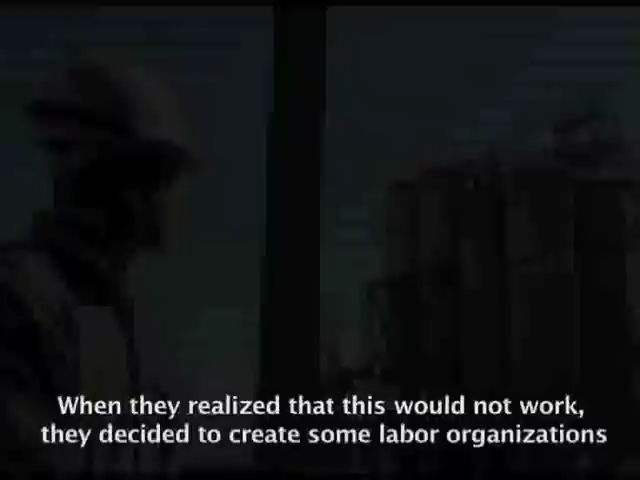 When they realized that this would not work,
they decided to create some labor organizations